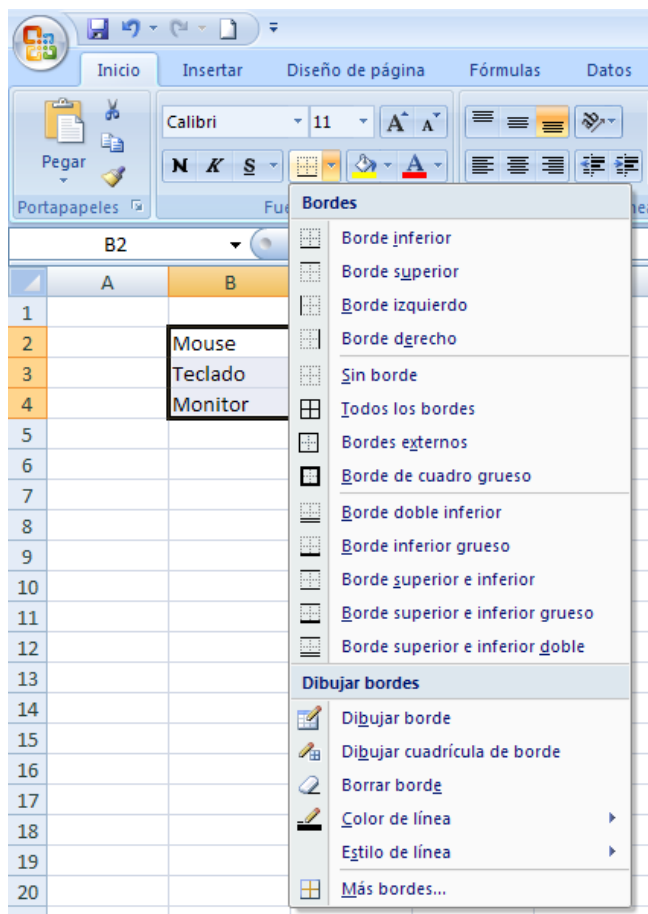 Inicio Insertar Diseño de página Fórmulas Datos
Calibri 11 A A
Pegar
N K S A
Portapapeles Fue
B2
A B
1
2 Mouse
3 Teclado
4 Monitor
5
6
7
8
9
10
11
12
13
14
15
16
17
18
19
20
Bordes
Borde inferior
Borde superior
Borde izquierdo
Borde derecho
Sin borde
Todos los bordes
Bordes externos
Borde de cuadro grueso
Borde doble inferior
Borde inferior grueso
Borde superior e inferior
Borde superior e inferior grueso
Borde superior e inferior doble
Dibujar bordes
Dibujar borde
Dibujar cuadrícula de borde
Borrar borde
Color de línea
Estilo de línea
Más bordes...